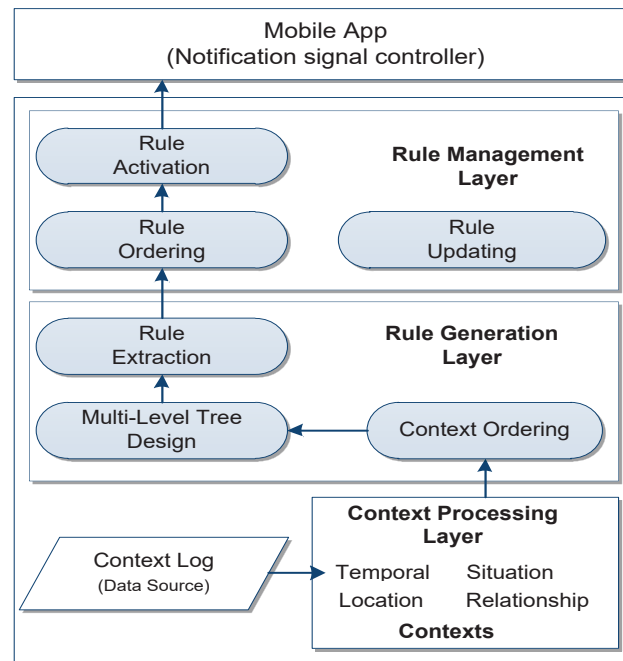 Mobile App
(Notification signal controller)
Rule
Activation
Rule Management
Layer
Rule
Ordering
Rule
Updating
Rule
Extraction
Rule Generation
Layer
Multi-Level Tree
Design
Context Ordering
Context Processing
Layer
Context Log
(Data Source)
Temporal Situation
Location Relationship
Contexts